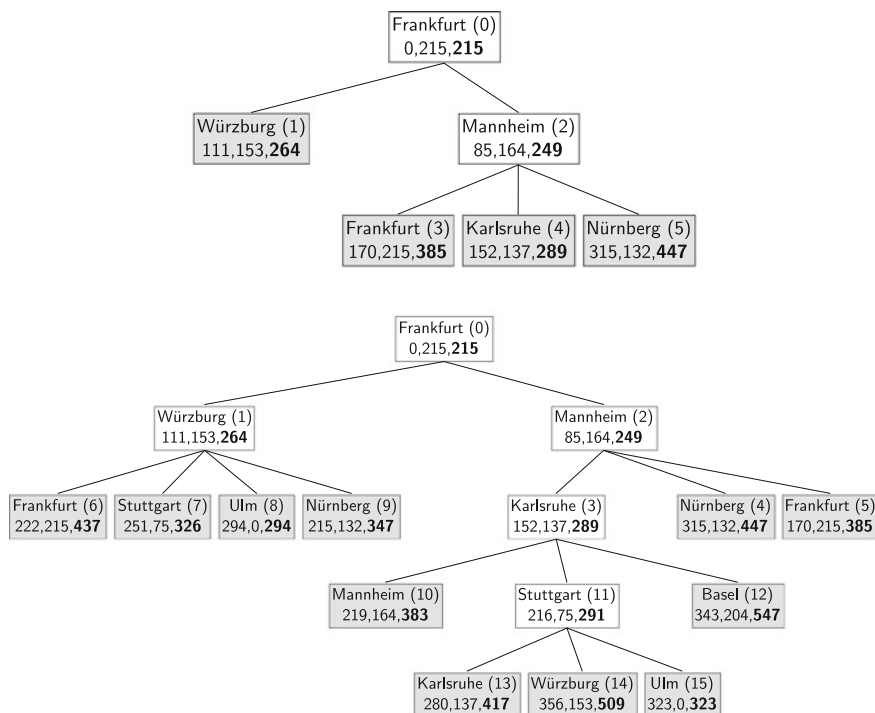 Frankfurt (0)
0,215,215
Würzburg (1)
111,153,264
Mannheim (2)
85,164,249
Frankfurt (3)
170,215,385
Karlsruhe (4)
152,137,289
Nürnberg (5)
315,132,447
Frankfurt (0)
0,215,215
Würzburg (1)
111,153,264
Mannheim (2)
85,164,249
Frankfurt (6)
222,215,437
Stuttgart (7)
251,75,326
Ulm (8)
294,0,294
Nürnberg (9)
215,132,347
Karlsruhe (3)
152,137,289
Nürnberg (4)
315,132,447
Frankfurt (5)
170,215,385
Mannheim (10)
219,164,383
Stuttgart (11)
216,75,291
Basel (12)
343,204,547
Karlsruhe (13)
280,137,417
Würzburg (14)
356,153,509
Ulm (15)
323,0,323